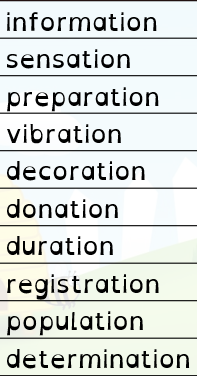 information
sensation
preparation
vibration
decoration
donation
duration
registration
population
determination